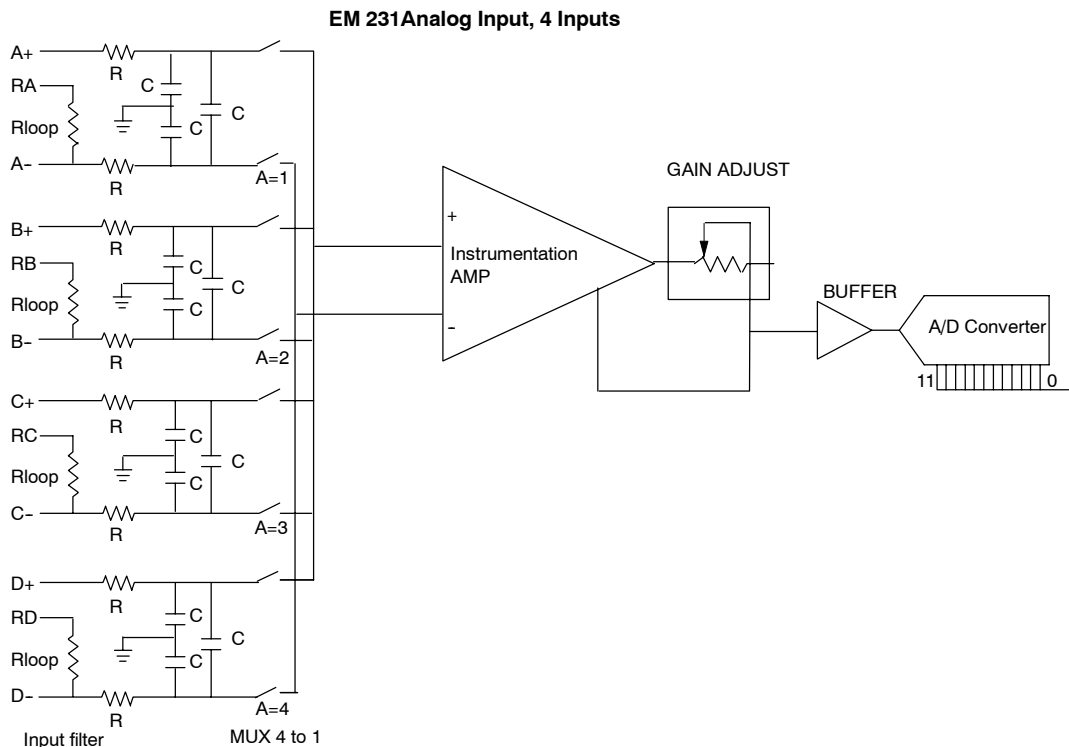 EM 231Analog Input, 4 Inputs
A+
R
RA
C
C
Rloop
C
A-
R
A=1
B+
R
RB
C
C
Rloop
C
B-
R
A=2
C+
R
RC
C
C
Rloop
C
C-
R
A=3
D+
R
RD
C
C
Rloop
C
D-
R
A=4
Input filter
MUX 4 to 1
+
Instrumentation
AMP
-
GAIN ADJUST
BUFFER
A/D Converter
11
0